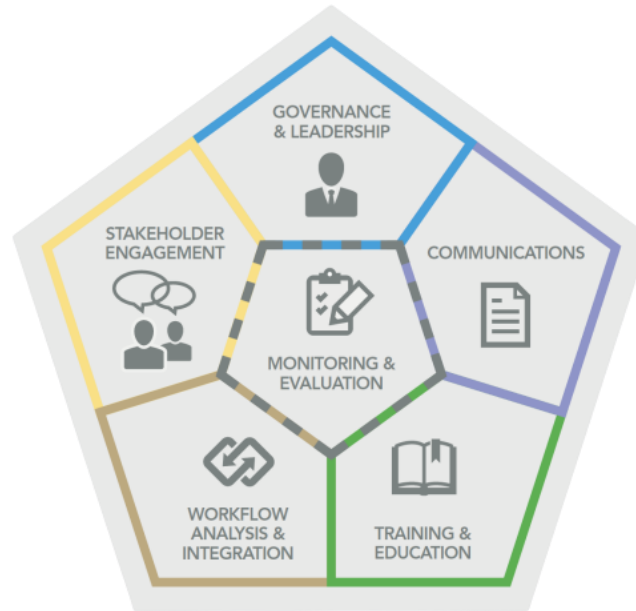 GOVERNANCE
& LEADERSHIP
STAKEHOLDER
ENGAGEMENT
COMMUNICATIONS
MONITORING &
EVALUATION
WORKFLOW
ANALYSIS &
INTEGRATION
TRAINING &
EDUCATION